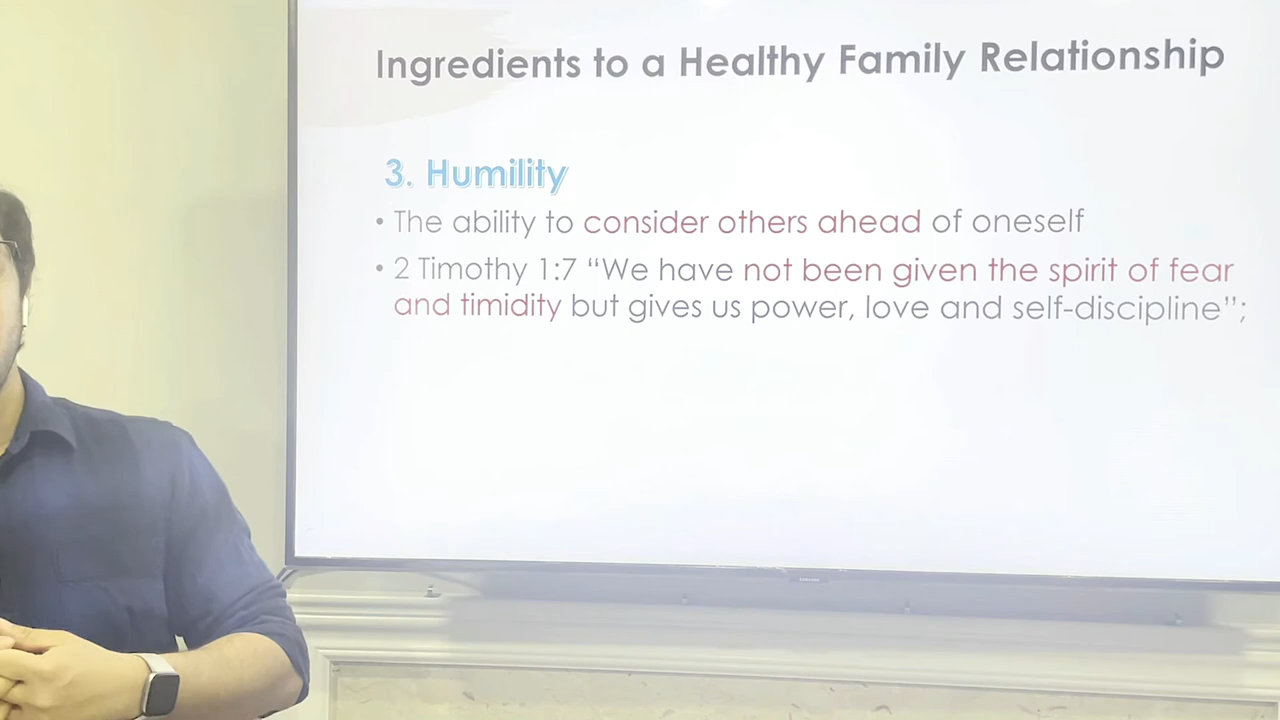 Ingredients to a Healthy Family Relationship
3. Humility
• The ability to consider others ahead of oneself
• 2 Timothy 1:7 “We have not been given the spirit of fear
and timidity but gives us power, love and self-discipline”;
SAMSUNG